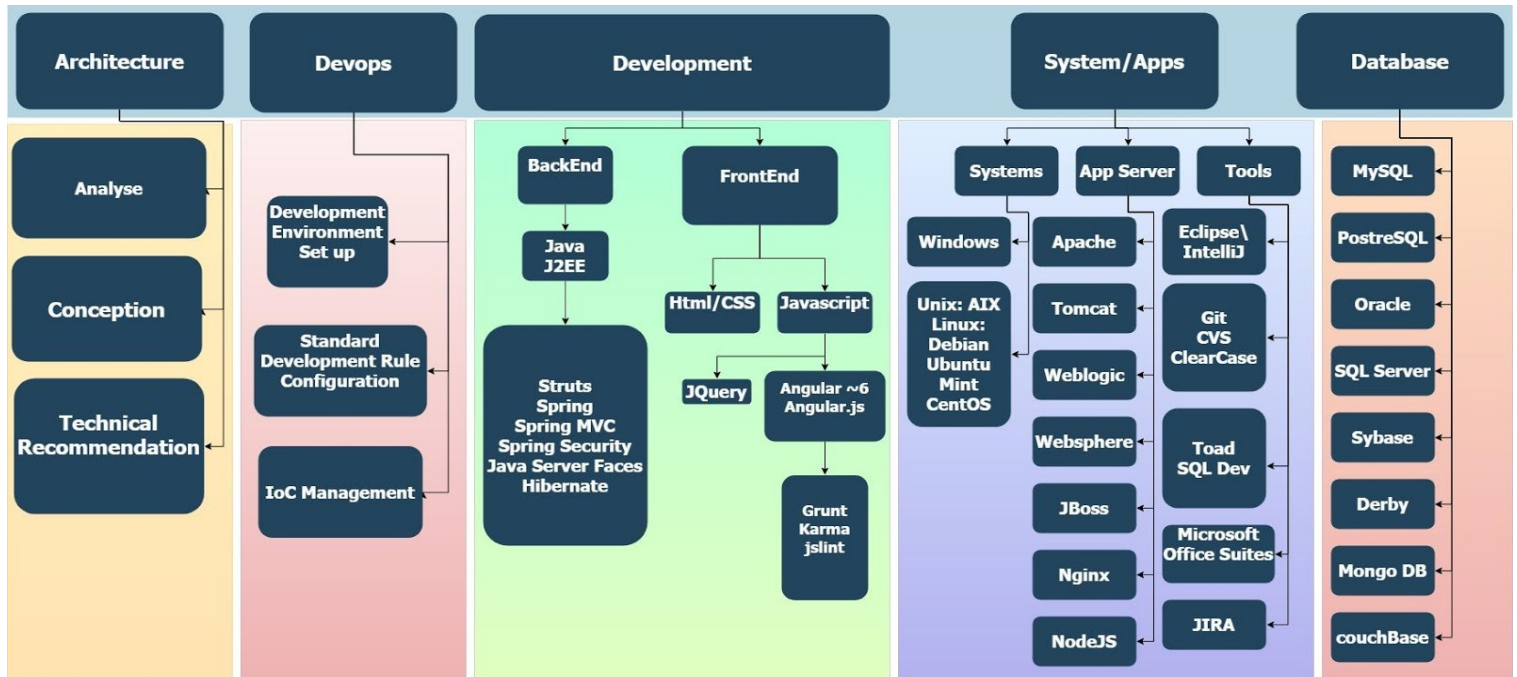 Architecture
Devops
Development
System/Apps
Database
Analyse
Conception
Technical
Recommendation
Development
Environment
Set up
Standard
Development Rule
Configuration
IoC Management
BackEnd
FrontEnd
Java
J2EE
Html/CSS
Javascript
Struts
Spring
Spring MVC
Spring Security
Java Server Faces
Hibernate
JQuery
Angular ~6
Angular.js
Grunt
Karma
jslint
Systems
App Server
Tools
Windows
Unix: AIX
Linux:
Debian
Ubuntu
Mint
CentOS
Apache
Tomcat
Weblogic
Websphere
JBoss
Nginx
NodeJS
Eclipse\
IntelliJ
Git
CVS
ClearCase
Toad
SQL Dev
Microsoft
Office Suites
JIRA
MySQL
PostreSQL
Oracle
SQL Server
Sybase
Derby
Mongo DB
couchBase